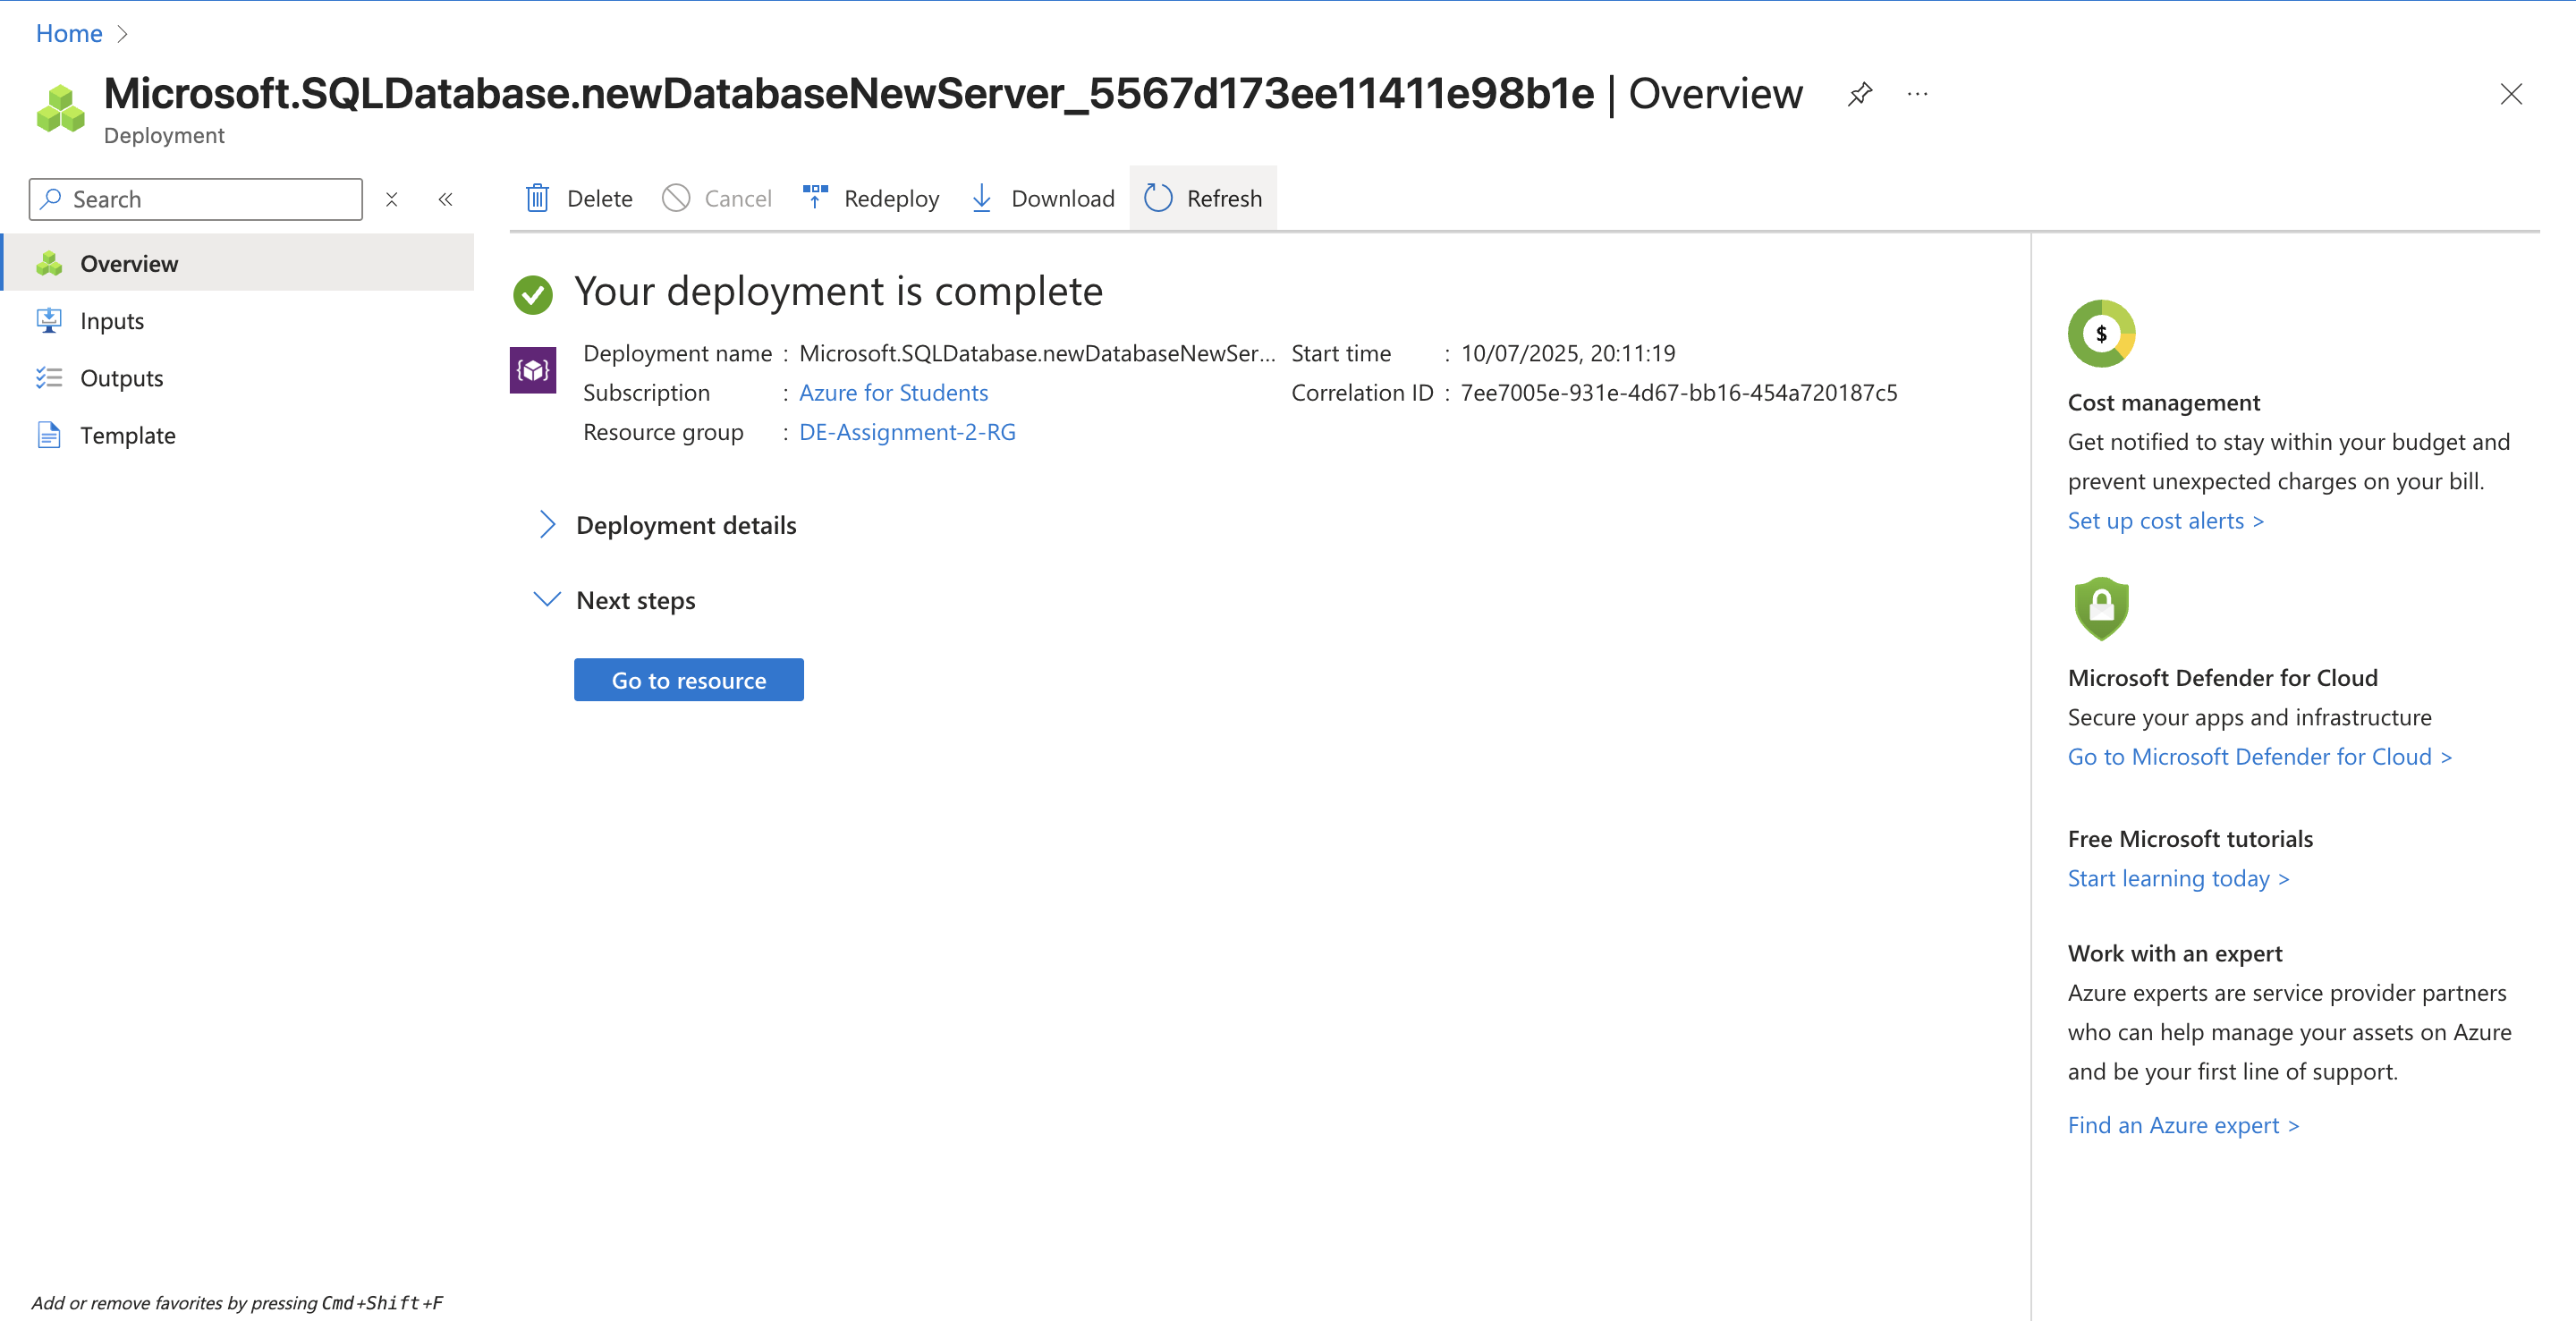 Home
Microsoft.SQLDatabase.newDatabaseNewServer_5567d173ee11411e98b1e | Overview
Deployment
Search
Delete
Cancel
Redeploy
Download
Refresh
Overview
Inputs
Outputs
Template
Your deployment is complete
Deployment name : Microsoft.SQLDatabase.newDatabaseNewSer...
Subscription : Azure for Students
Resource group : DE-Assignment-2-RG
Start time : 10/07/2025, 20:11:19
Correlation ID : 7ee7005e-931e-4d67-bb16-454a720187c5
Deployment details
Next steps
Go to resource
$
Cost management
Get notified to stay within your budget and
prevent unexpected charges on your bill.
Set up cost alerts >
Microsoft Defender for Cloud
Secure your apps and infrastructure
Go to Microsoft Defender for Cloud >
Free Microsoft tutorials
Start learning today >
Work with an expert
Azure experts are service provider partners
who can help manage your assets on Azure
and be your first line of support.
Find an Azure expert >
Add or remove favorites by pressing Cmd+Shift+F